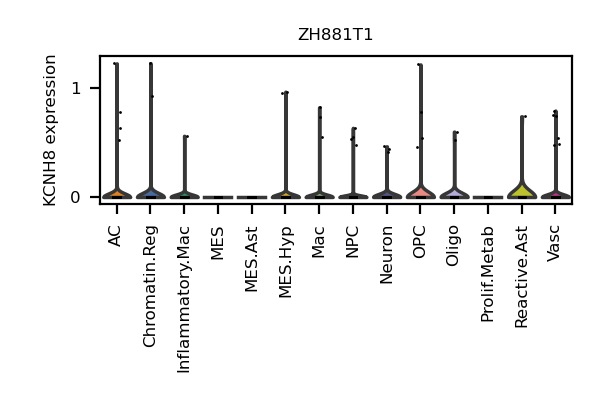 ZH881T1
KCNH8 expression
1
0
AC
Chromatin.Reg
Inflammatory.Mac
MES
MES.Ast
MES.Hyp
Mac
NPC
Neuron
OPC
Oligo
Prolif.Metab
Reactive.Ast
Vasc